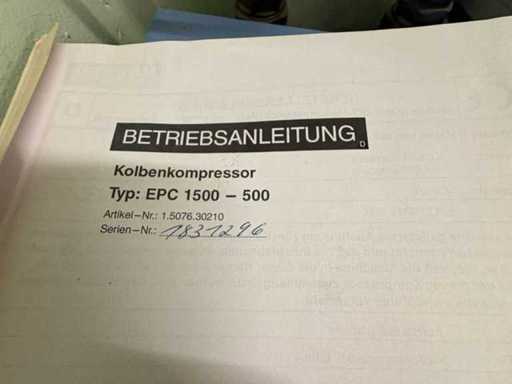 BETRIEBSANLEITUNG
D
Kolbenkompressor
Typ: EPC 1500 – 500
Artikel–Nr.: 1.5076.30210
Serien–Nr.: 1831296